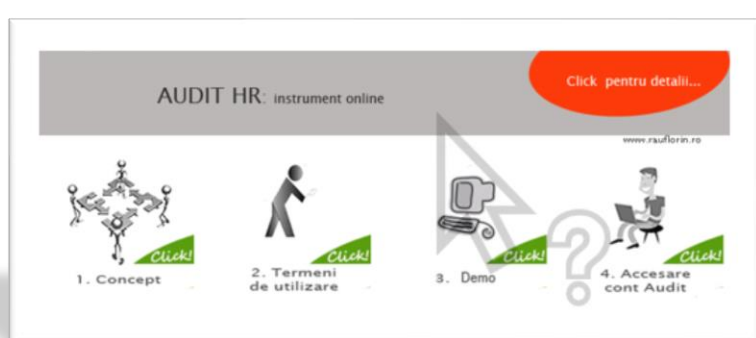 AUDIT HR: instrument online
Click pentru detalii...
www.rauflorin.ro
Click!
Click!
Click!
Click!
1. Concept
2. Termeni
de utilizare
3. Demo
4. Accesare
cont Audit